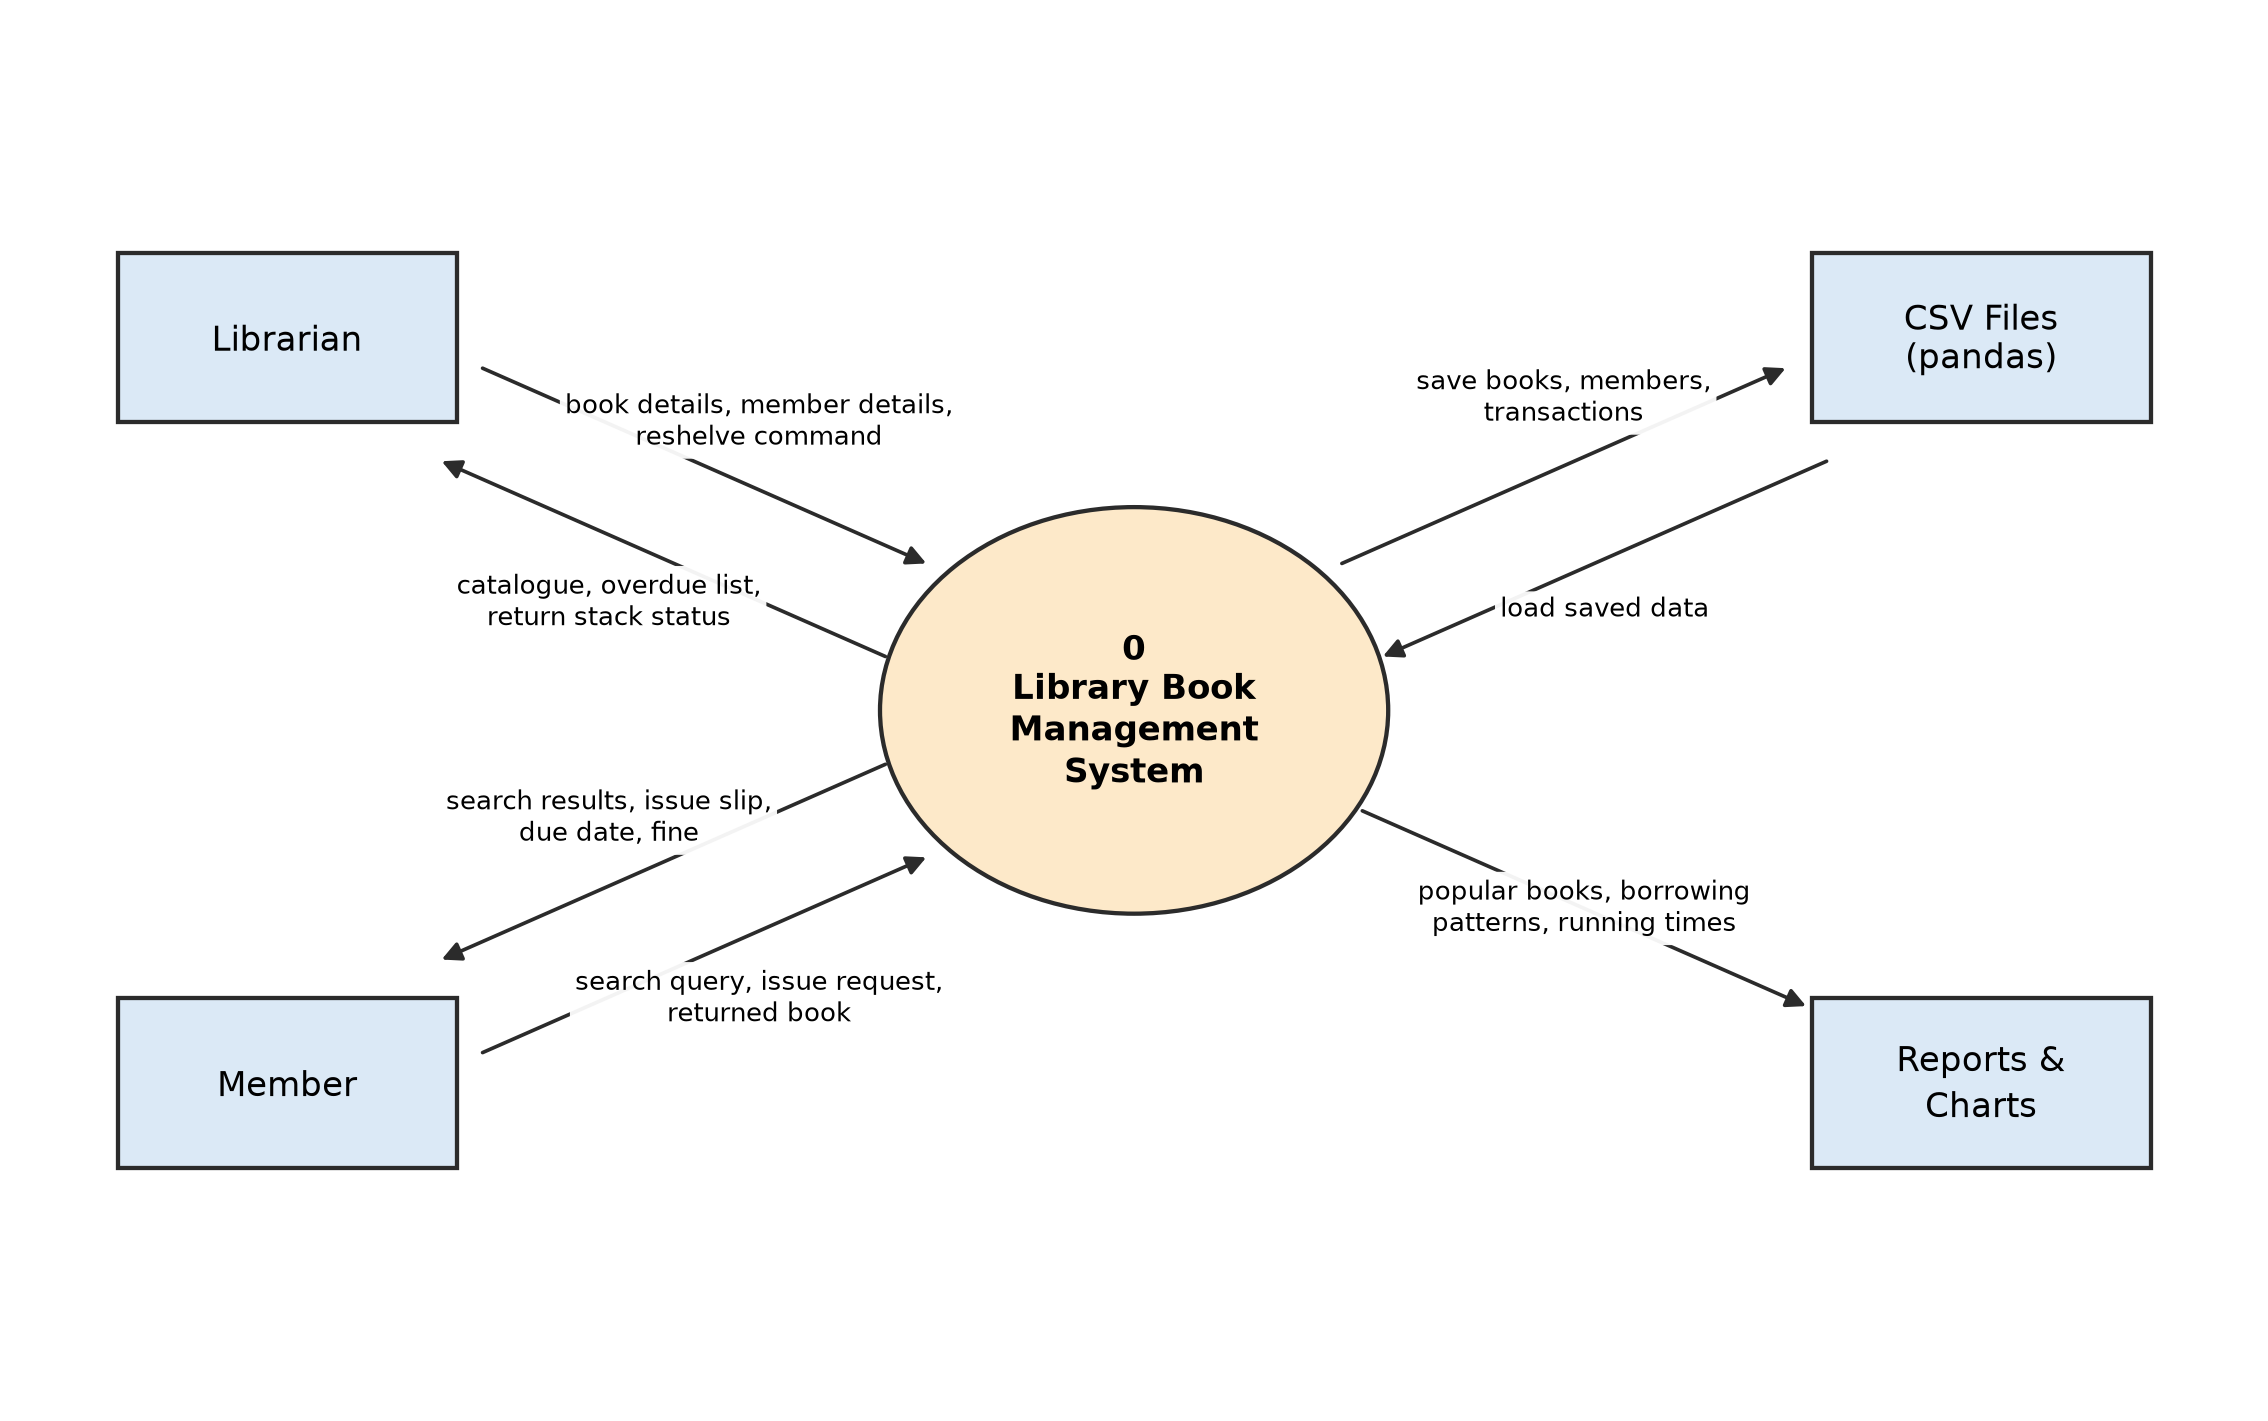 Librarian
CSV Files
(pandas)
save books, members,
transactions
book details, member details,
reshelve command
catalogue, overdue list,
return stack status
load saved data
0
Library Book
Management
System
search results, issue slip,
due date, fine
popular books, borrowing
patterns, running times
search query, issue request,
returned book
Member
Reports &
Charts